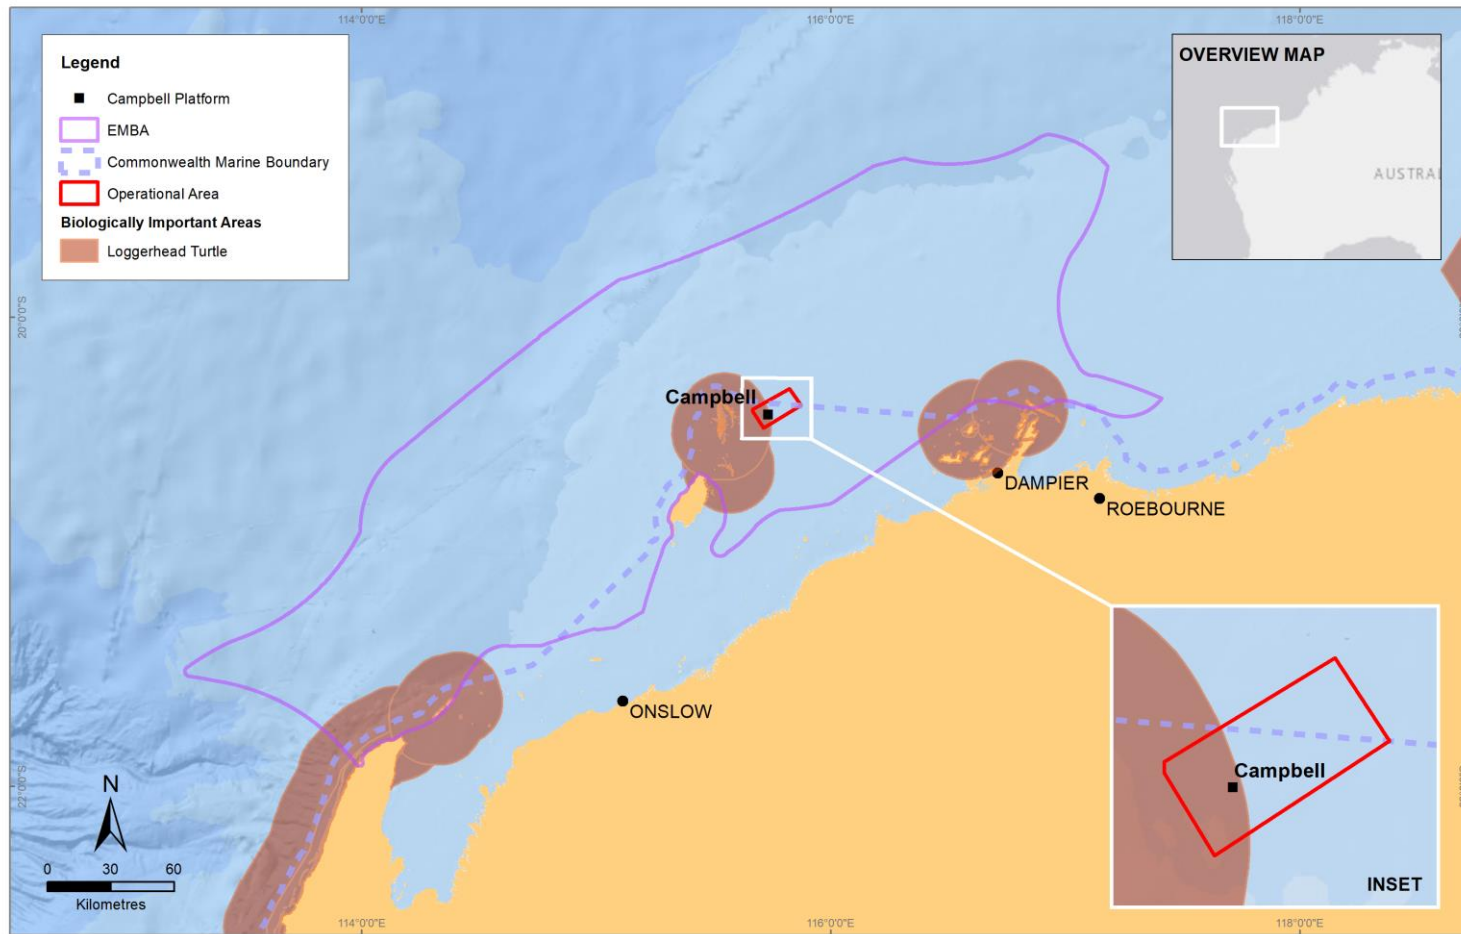 114°0'0"E
116°0'0"E
118°0'0"E
Legend
Campbell Platform
EMBA
Commonwealth Marine Boundary
Operational Area
Biologically Important Areas
Loggerhead Turtle
OVERVIEW MAP
AUSTRAL
20°0'0"S
Campbell
DAMPIER
ROEBOURNE
ONSLOW
22°0'0"S
Campbell
INSET
N
0 30 60
Kilometres
114°0'0"E
116°0'0"E
118°0'0"E